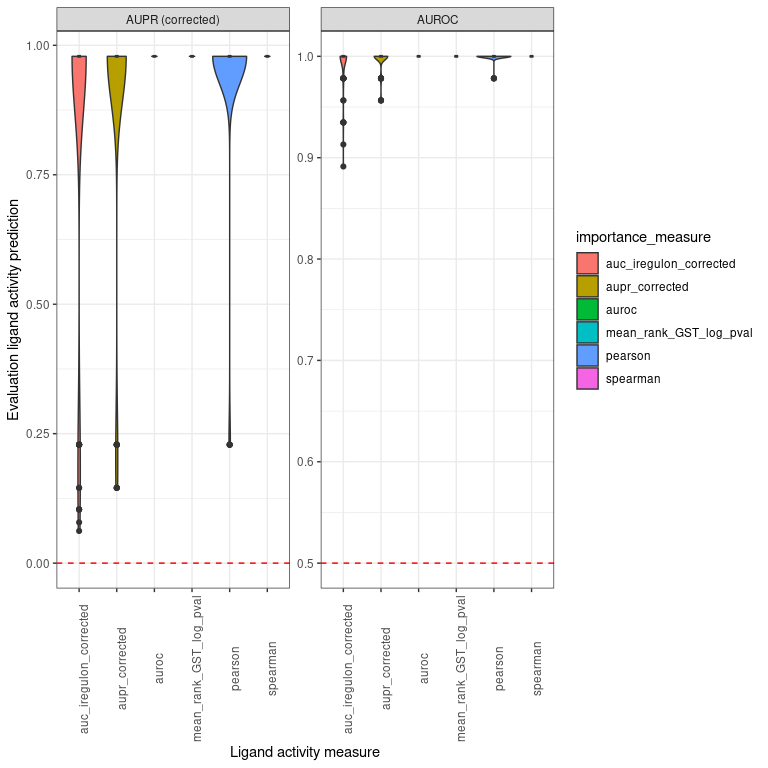 AUPR (corrected)
AUROC
Evaluation ligand activity prediction
1.00
0.75
0.50
0.25
0.00
1.0
0.9
0.8
0.7
0.6
0.5
auc_iregulon_corrected
aupr_corrected
auroc
mean_rank_GST_log_pval
pearson
spearman
auc_iregulon_corrected
aupr_corrected
auroc
mean_rank_GST_log_pval
pearson
spearman
Ligand activity measure
importance_measure
auc_iregulon_corrected
aupr_corrected
auroc
mean_rank_GST_log_pval
pearson
spearman